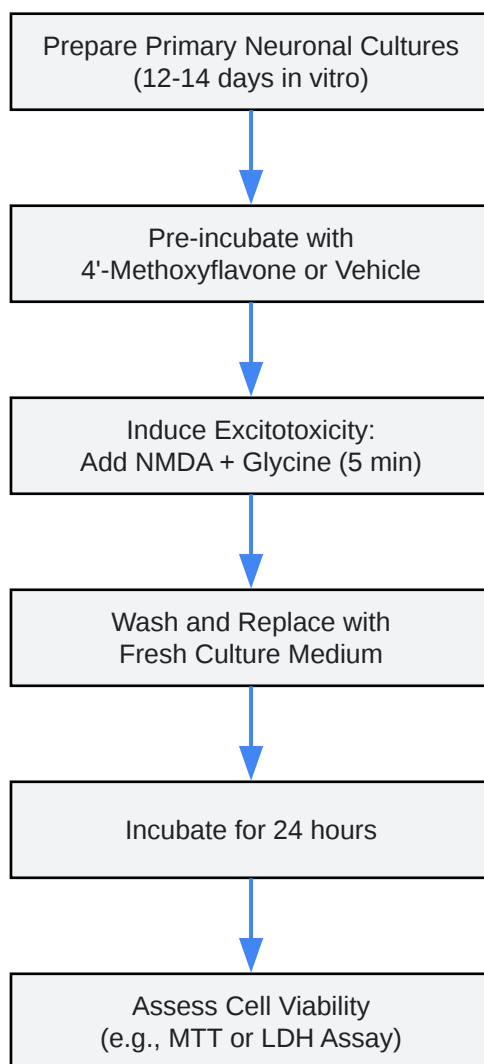 Prepare Primary Neuronal Cultures
(12-14 days in vitro)
Pre-incubate with
4'-Methoxyflavone or Vehicle
Induce Excitotoxicity:
Add NMDA + Glycine (5 min)
Wash and Replace with
Fresh Culture Medium
Incubate for 24 hours
Assess Cell Viability
(e.g., MTT or LDH Assay)